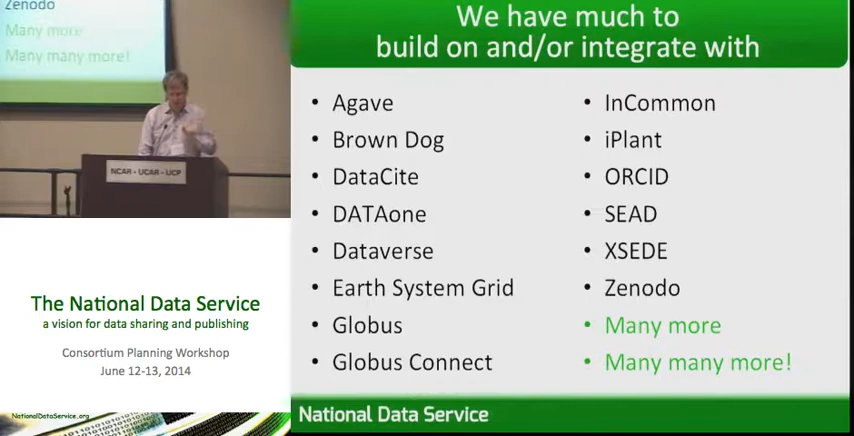 Zenodo
Many more
Many many more!
NCAR • UCAR • UCP
The National Data Service
a vision for data sharing and publishing
Consortium Planning Workshop
June 12-13, 2014
NationalDataService.org
We have much to
build on and/or integrate with
• Agave
• Brown Dog
• DataCite
• DATAone
• Dataverse
• Earth System Grid
• Globus
• Globus Connect
• InCommon
• iPlant
• ORCID
• SEAD
• XSEDE
• Zenodo
• Many more
• Many many more!
National Data Service